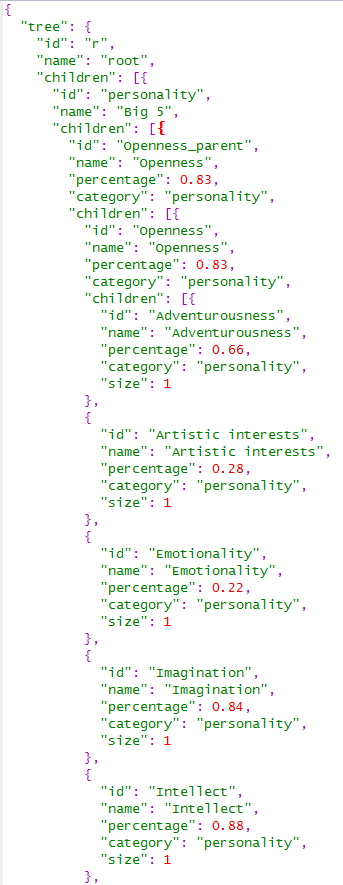 {
"tree": {
"id": "r",
"name": "root",
"children": [{
"id": "personality",
"name": "Big 5",
"children": [{
"id": "Openness_parent",
"name": "Openness",
"percentage": 0.83,
"category": "personality",
"children": [{
"id": "Openness",
"name": "Openness",
"percentage": 0.83,
"category": "personality",
"children": [{
"id": "Adventurousness",
"name": "Adventurousness",
"percentage": 0.66,
"category": "personality",
"size": 1
},
{
"id": "Artistic interests",
"name": "Artistic interests",
"percentage": 0.28,
"category": "personality",
"size": 1
},
{
"id": "Emotionality",
"name": "Emotionality",
"percentage": 0.22,
"category": "personality",
"size": 1
},
{
"id": "Imagination",
"name": "Imagination",
"percentage": 0.84,
"category": "personality",
"size": 1
},
{
"id": "Intellect",
"name": "Intellect",
"percentage": 0.88,
"category": "personality",
"size": 1
},